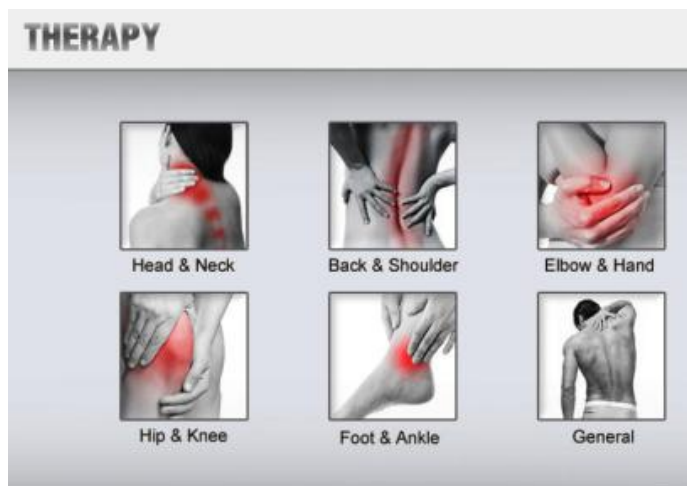 THERAPY
Head & Neck
Back & Shoulder
Elbow & Hand
Hip & Knee
Foot & Ankle
General